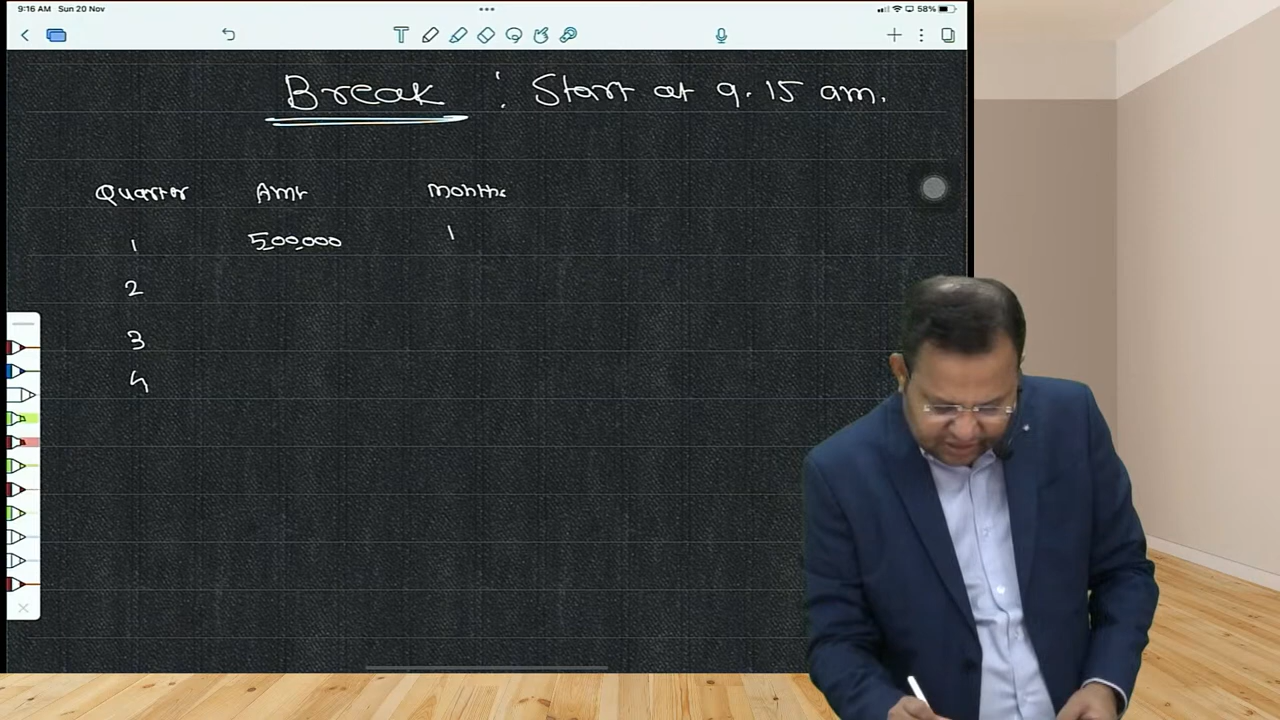 9:16 AM Sun 20 Nov
58%
T
Break : Start at 9.15 am.
Quarter Amt Months
1 500,000 1
2
3
4